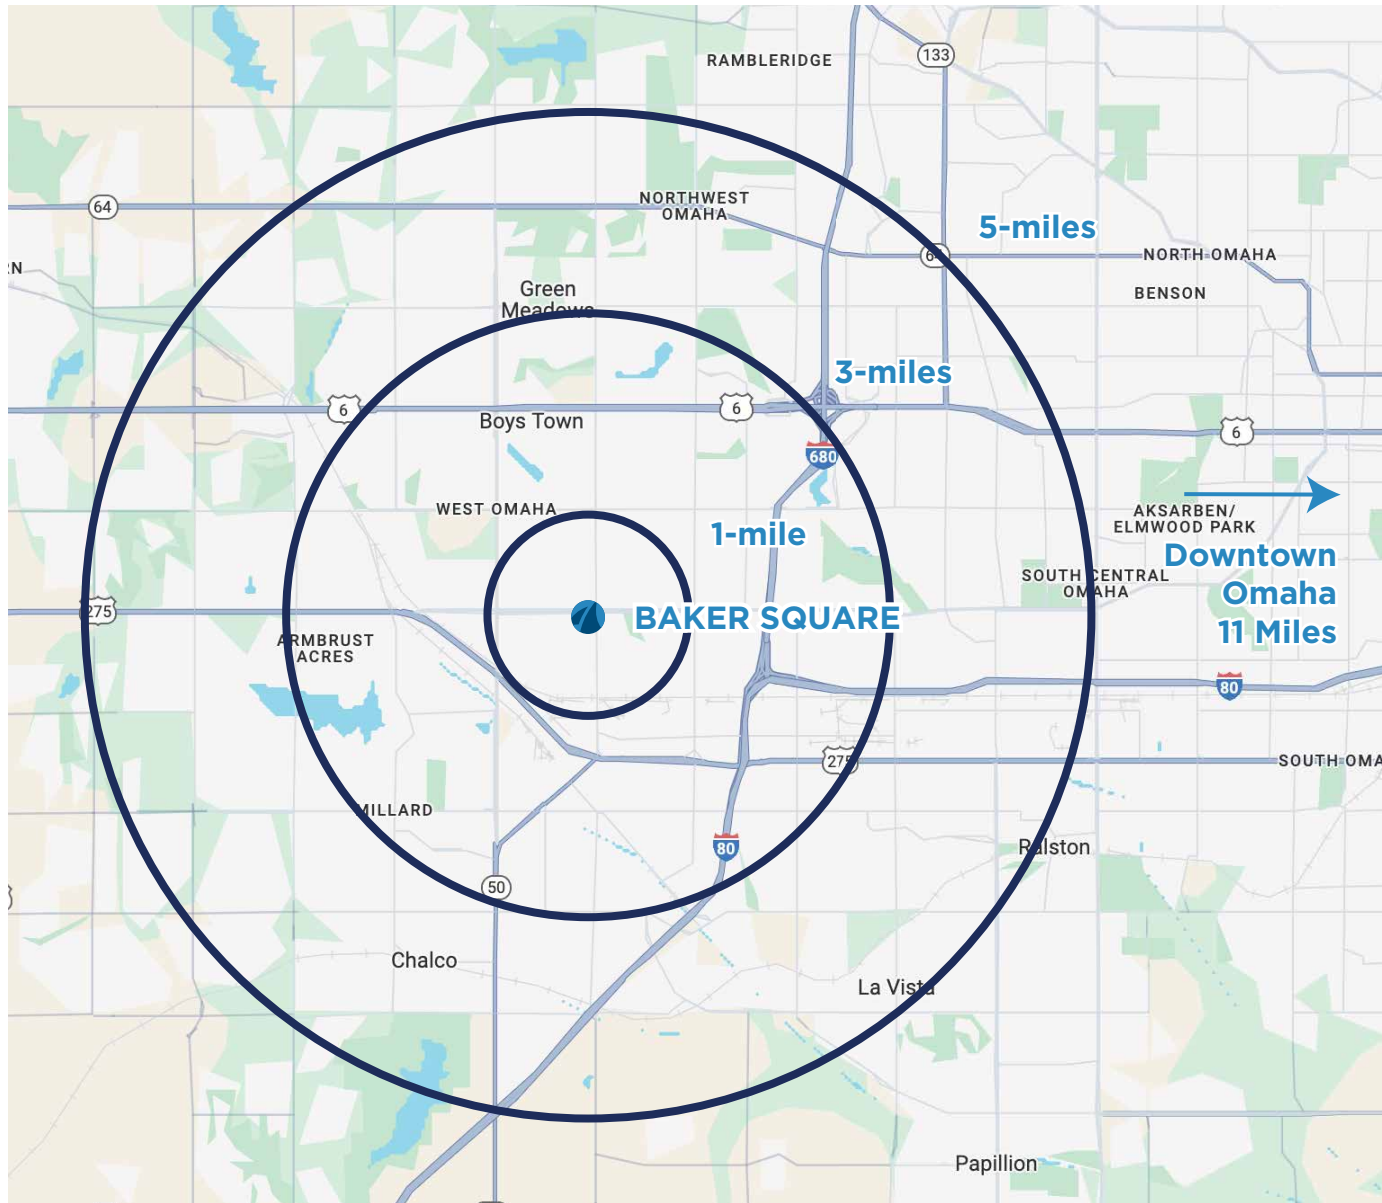 RAMBLERIDGE
133
NORTHWEST
OMAHA
64
5-miles
64
NORTH OMAHA
RN
Green
Meadows
BENSON
3-miles
6
6
Boys Town
6
680
WEST OMAHA
1-mile
AKSARBEN/
ELMWOOD PARK
Downtown
Omaha
11 Miles
SOUTH CENTRAL
OMAHA
275
BAKER SQUARE
ARMBRUST
ACRES
80
275
SOUTH OMA
MILLARD
80
Ralston
50
Chalco
La Vista
Papillion